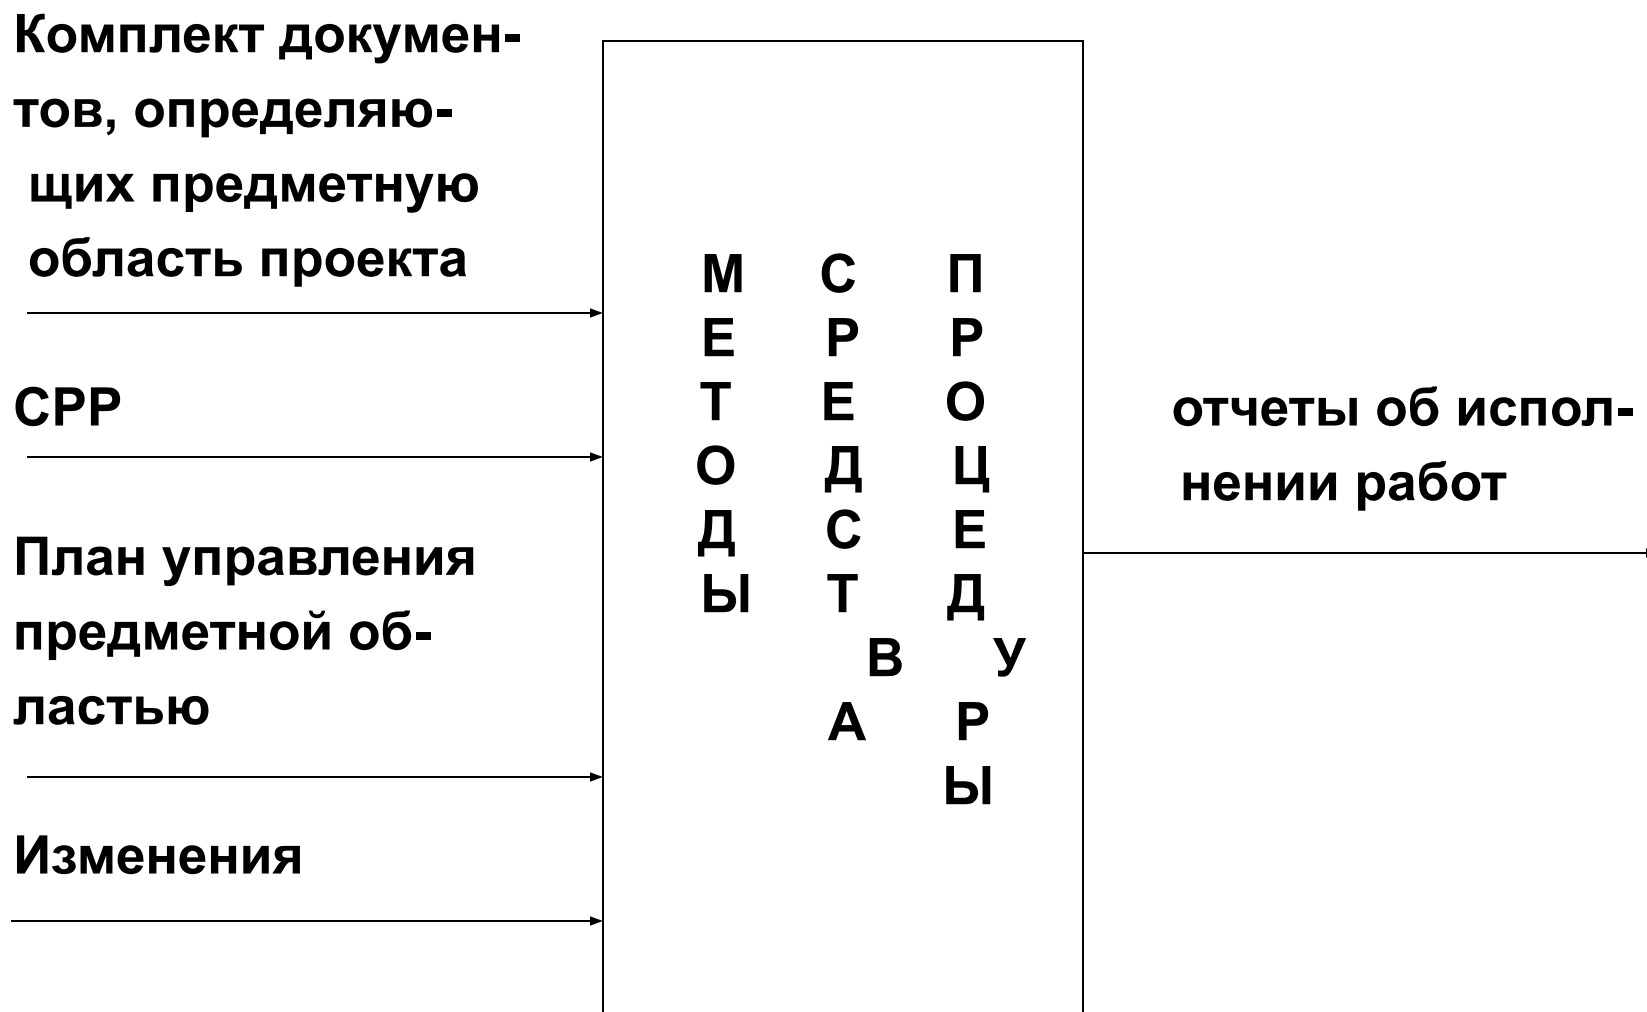 Комплект докумен-
тов, определяю-
щих предметную
область проекта
СРР
План управления
предметной об-
ластью
Изменения
М С П
Е Р Р
Т Е О
О Д Ц
Д С Е
Ы Т Д
В У
А Р
Ы
отчеты об испол-
нении работ